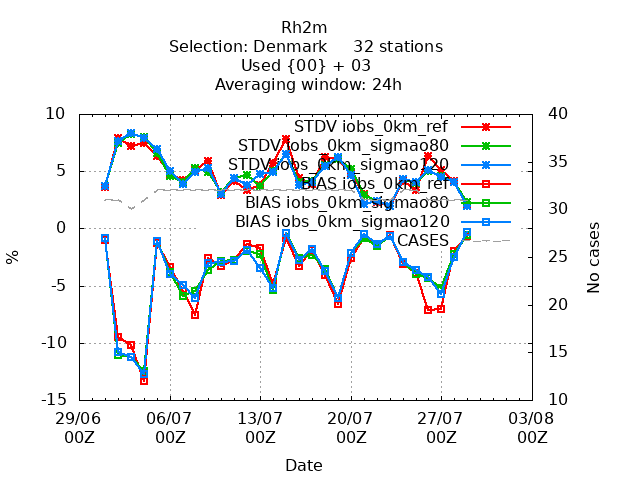 Rh2m
Selection: Denmark 32 stations
Used {00} + 03
Averaging window: 24h
10
5
0
-5
-10
-15
%
40
35
30
25
20
15
10
No cases
STDV iobs_0km_ref
STDV iobs_0km_sigmao80
STDV iobs_0km_sigmao120
BIAS iobs_0km_ref
BIAS iobs_0km_sigmao80
BIAS iobs_0km_sigmao120
CASES
29/06 06/07 13/07 20/07 27/07 03/08
00Z 00Z 00Z 00Z 00Z 00Z
Date